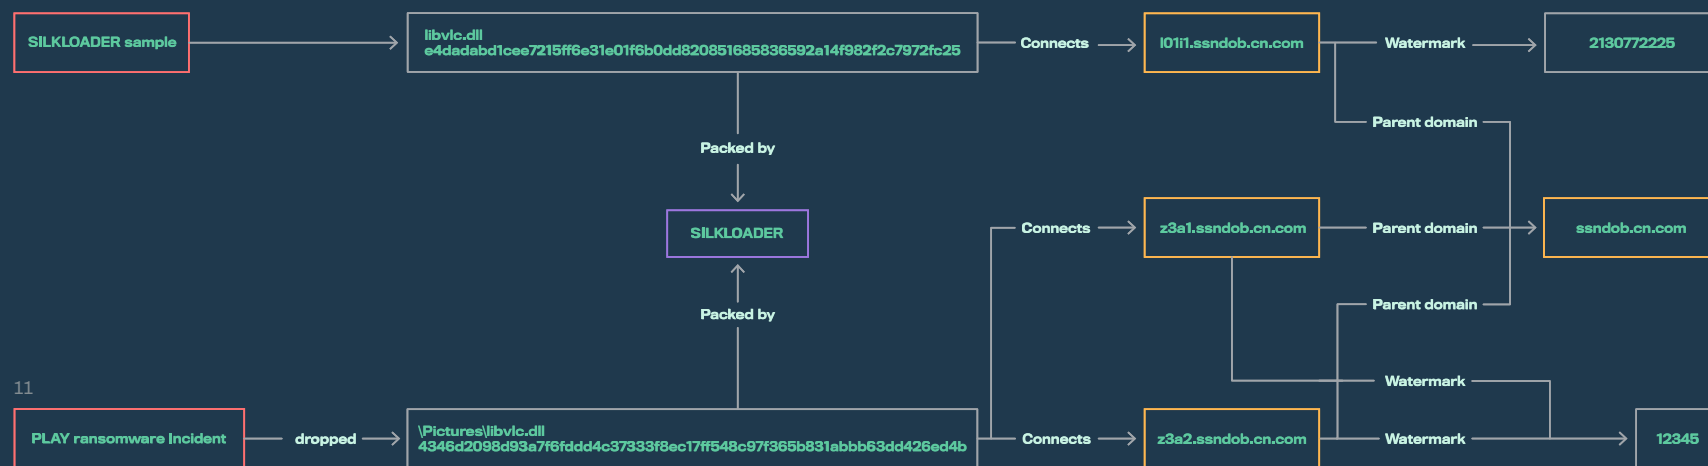 SILKLOADER sample
libvlc.dll
e4dadabd1cee7215ff6e31e01f6b0dd820851685836592a14f982f2c7972fc25
Connects
l01i1.ssndob.cn.com
Watermark
2130772225
Parent domain
Packed by
SILKLOADER
Connects
z3a1.ssndob.cn.com
Parent domain
ssndob.cn.com
Packed by
Parent domain
11
Watermark
PLAY ransomware Incident
dropped
\Pictures\libvlc.dll
4346d2098d93a7f6fddd4c37333f8ec17ff548c97f365b831abbb63dd426ed4b
Connects
z3a2.ssndob.cn.com
Watermark
12345